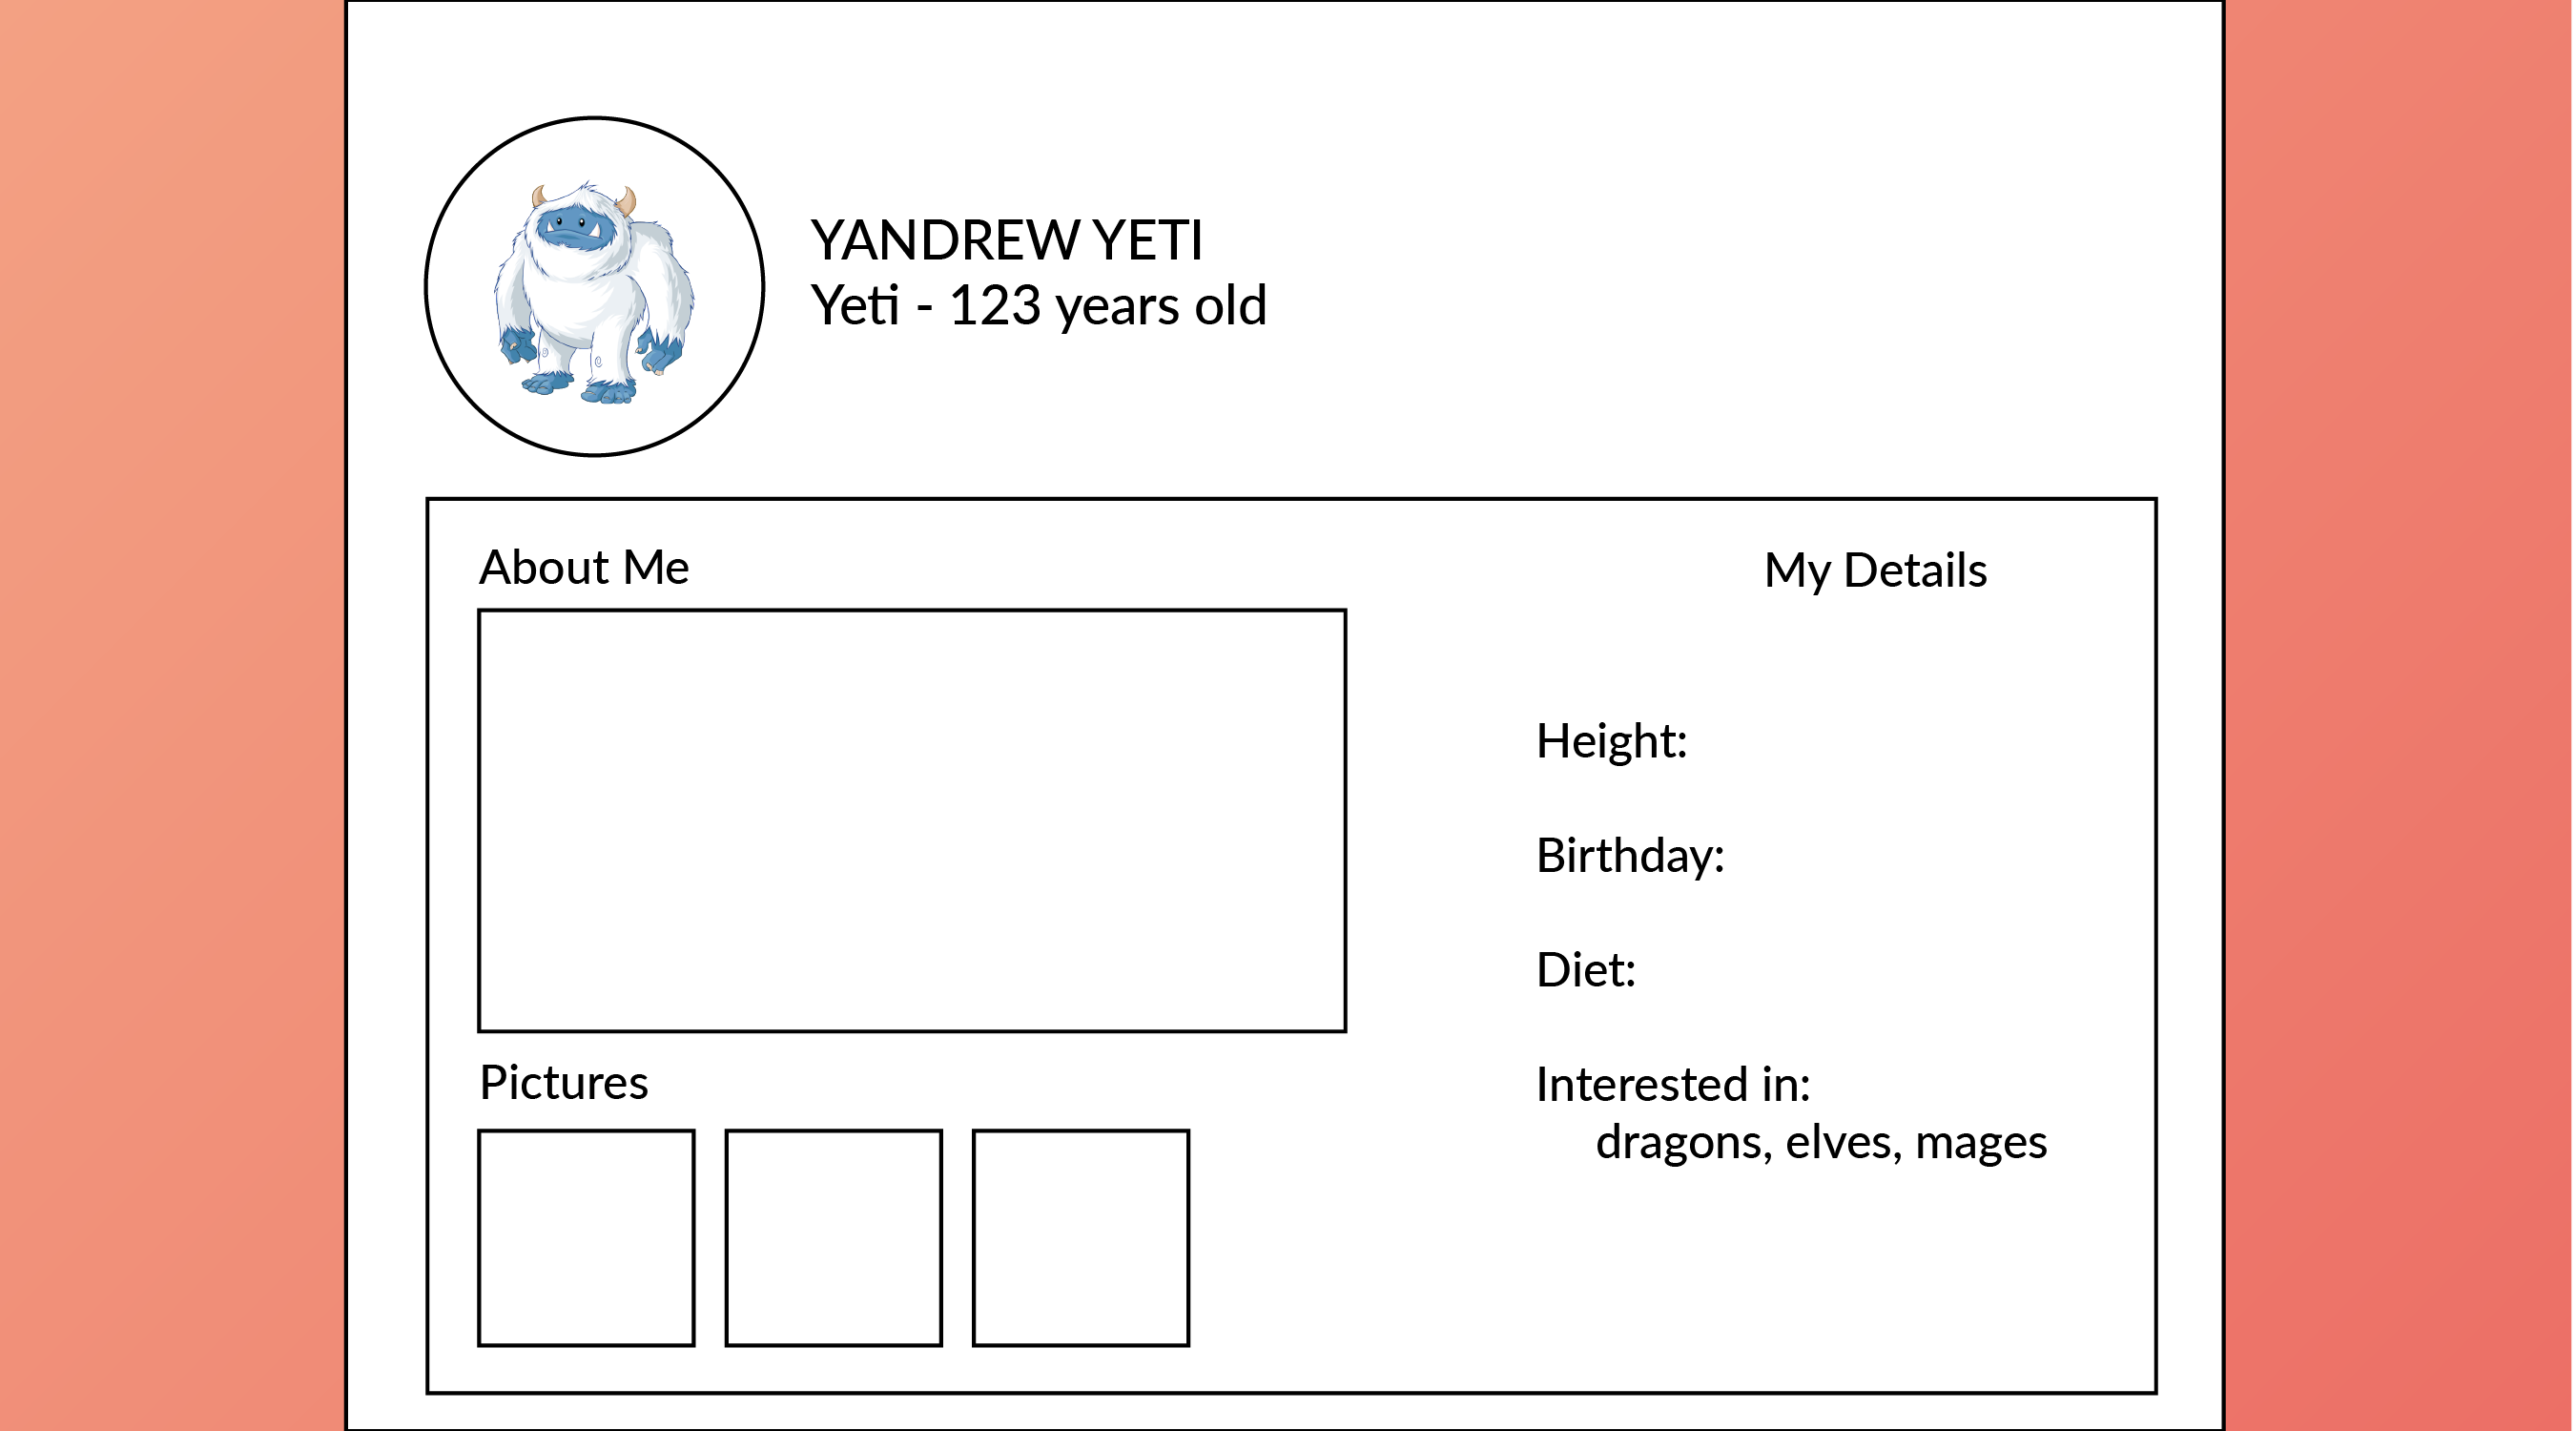 YANDREW YETI
Yeti - 123 years old
About Me
Pictures
My Details
Height:
Birthday:
Diet:
Interested in:
dragons, elves, mages